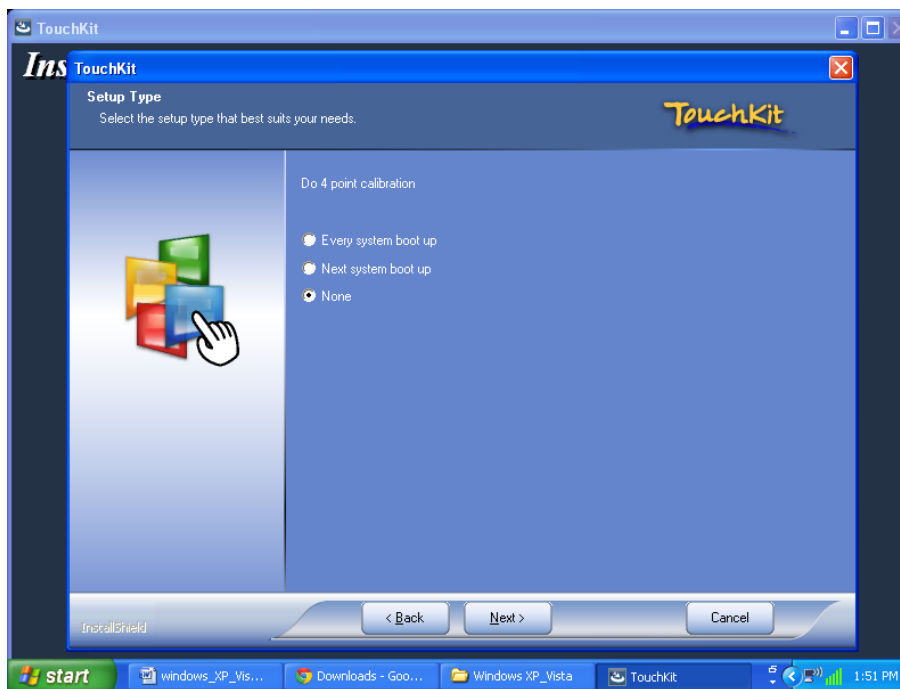 TouchKit
Ins
TouchKit
Setup Type
Select the setup type that best suits your needs.
TouchKit
Do 4 point calibration
Every system boot up
Next system boot up
None
InstallShield
< Back
Next >
Cancel
start
windows_XP_Vis...
Downloads - Goo...
Windows XP_Vista
TouchKit
1:51 PM